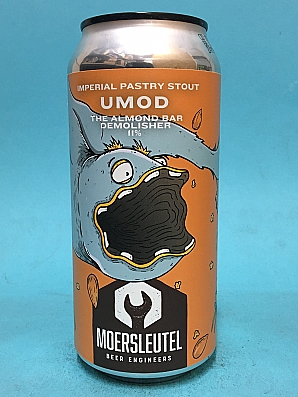 IMPERIAL PASTRY STOUT
UMOD
THE ALMOND BAR
DEMOLISHER
11%
MOERSLEUTEL
BEER ENGINEERS